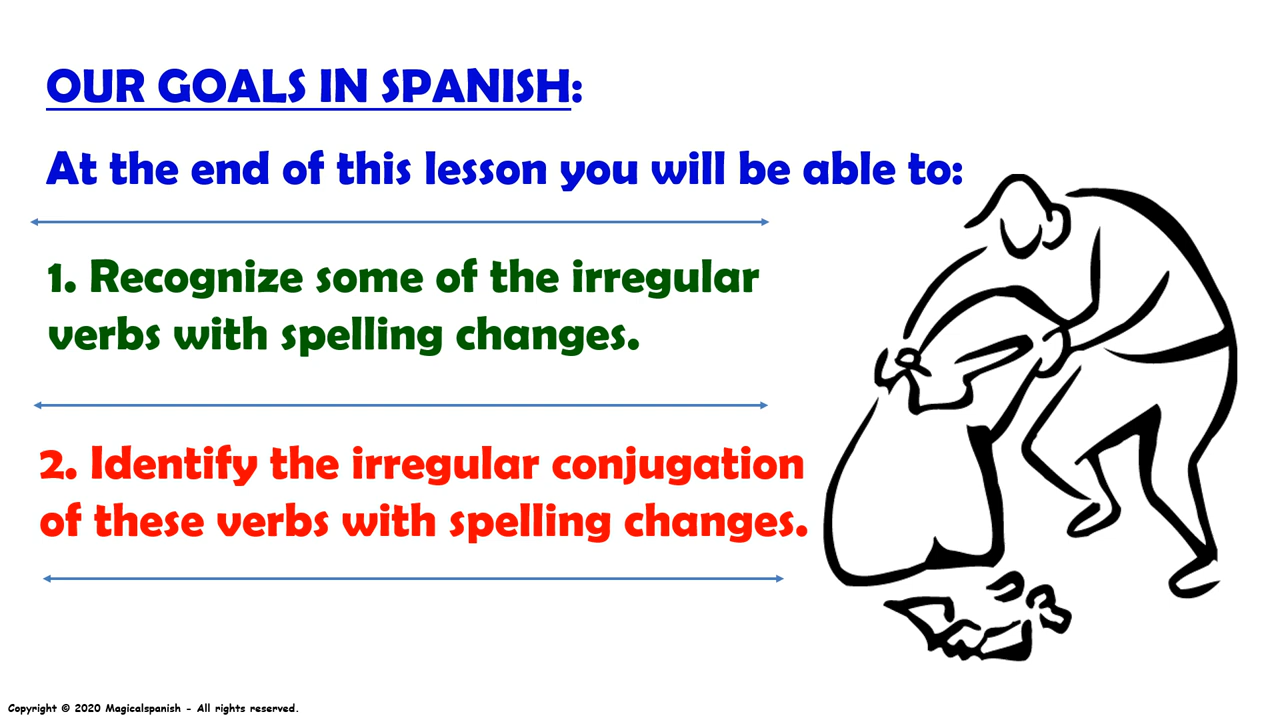 OUR GOALS IN SPANISH:
At the end of this lesson you will be able to:
1. Recognize some of the irregular
verbs with spelling changes.
2. Identify the irregular conjugation
of these verbs with spelling changes.
Copyright © 2020 Magicalspanish - All rights reserved.